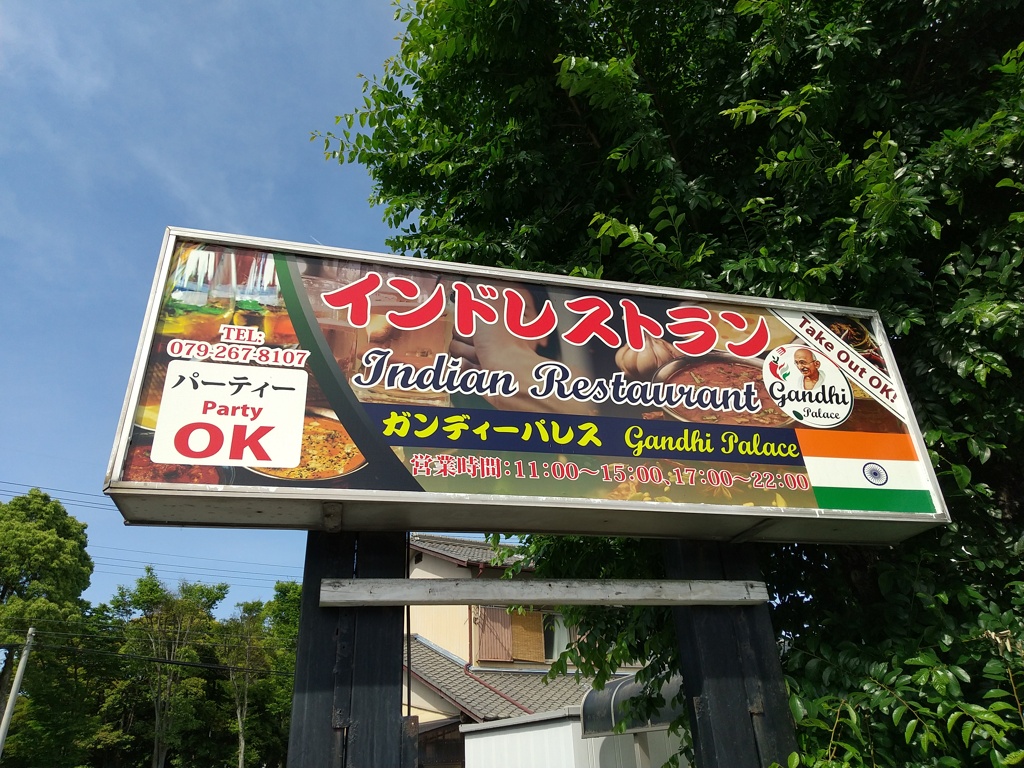 TEL:
079-267-8107
パーティー
Party
OK
インドレストラン
Indian Restaurant
ガンディーパレス Gandhi Palace
営業時間:11:00～15:00、17:00～22:00
Take Out OK!
Gandhi
Palace